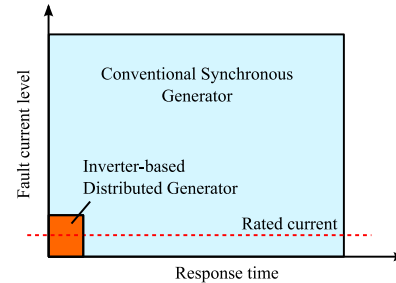 Conventional Synchronous
Generator
Fault current level
Inverter-based
Distributed Generator
Rated current
Response time